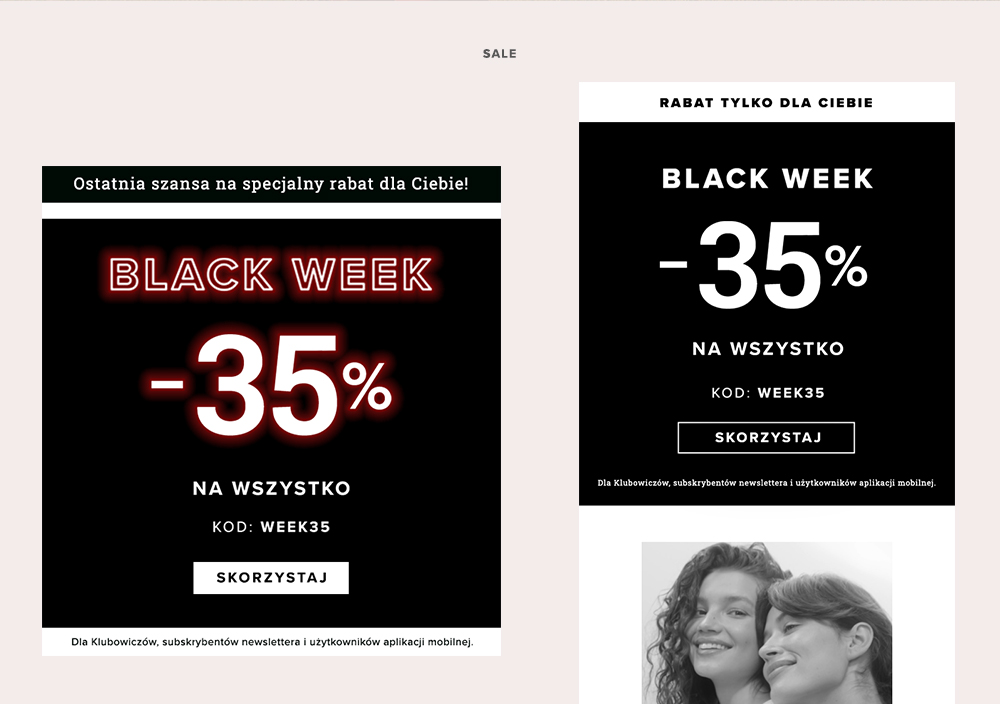 SALE
Ostatnia szansa na specjalny rabat dla Ciebie!
BLACK WEEK
-35%
NA WSZYSTKO
KOD: WEEK35
SKORZYSTAJ
Dla Klubowiczów, subskrybentów newslettera i użytkowników aplikacji mobilnej.
RABAT TYLKO DLA CIEBIE
BLACK WEEK
-35%
NA WSZYSTKO
KOD: WEEK35
SKORZYSTAJ
Dla Klubowiczów, subskrybentów newslettera i użytkowników aplikacji mobilnej.